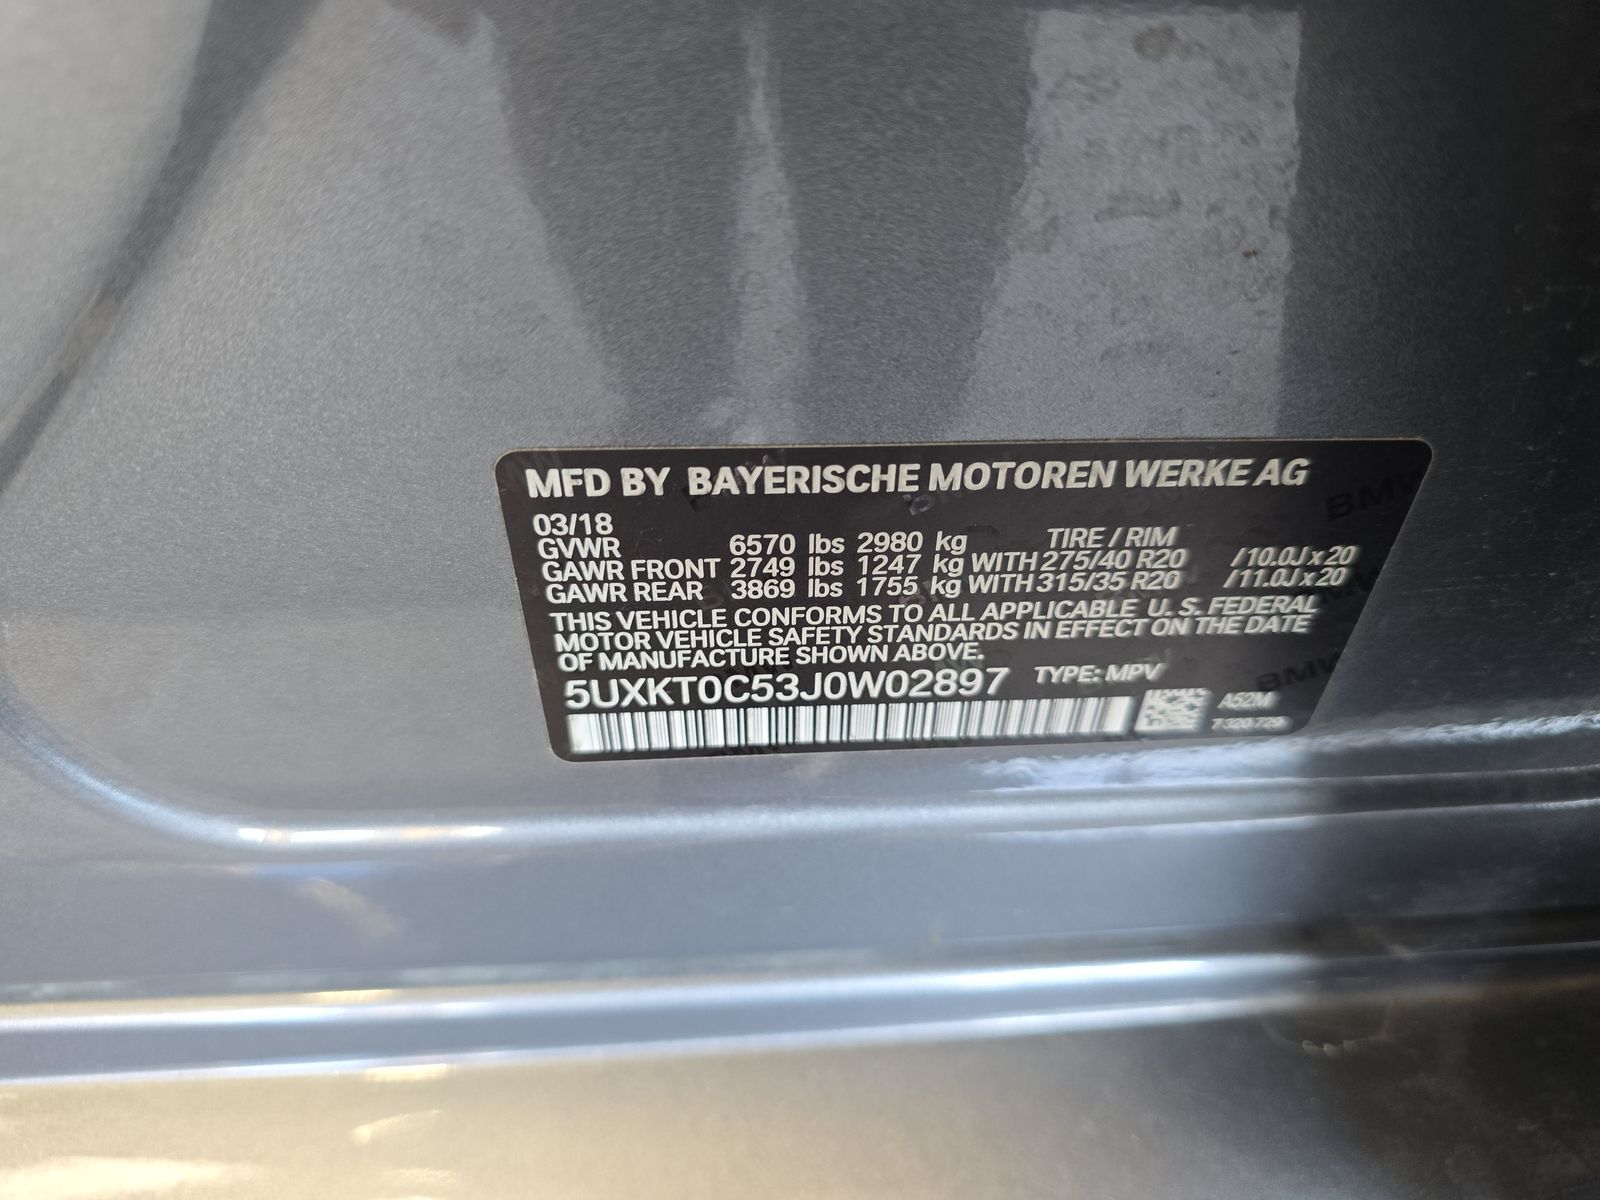 MFD BY BAYERISCHE MOTOREN WERKE AG
03/18
GVWR 6570 lbs 2980 kg TIRE / RIM
GAWR FRONT 2749 lbs 1247 kg WITH 275/40 R20 /10.0J x 20
GAWR REAR 3869 lbs 1755 kg WITH 315/35 R20 /11.0J x 20
THIS VEHICLE CONFORMS TO ALL APPLICABLE U. S. FEDERAL
MOTOR VEHICLE SAFETY STANDARDS IN EFFECT ON THE DATE
OF MANUFACTURE SHOWN ABOVE.
5UXKT0C53J0W02897 TYPE: MPV
A52M
7 320 729